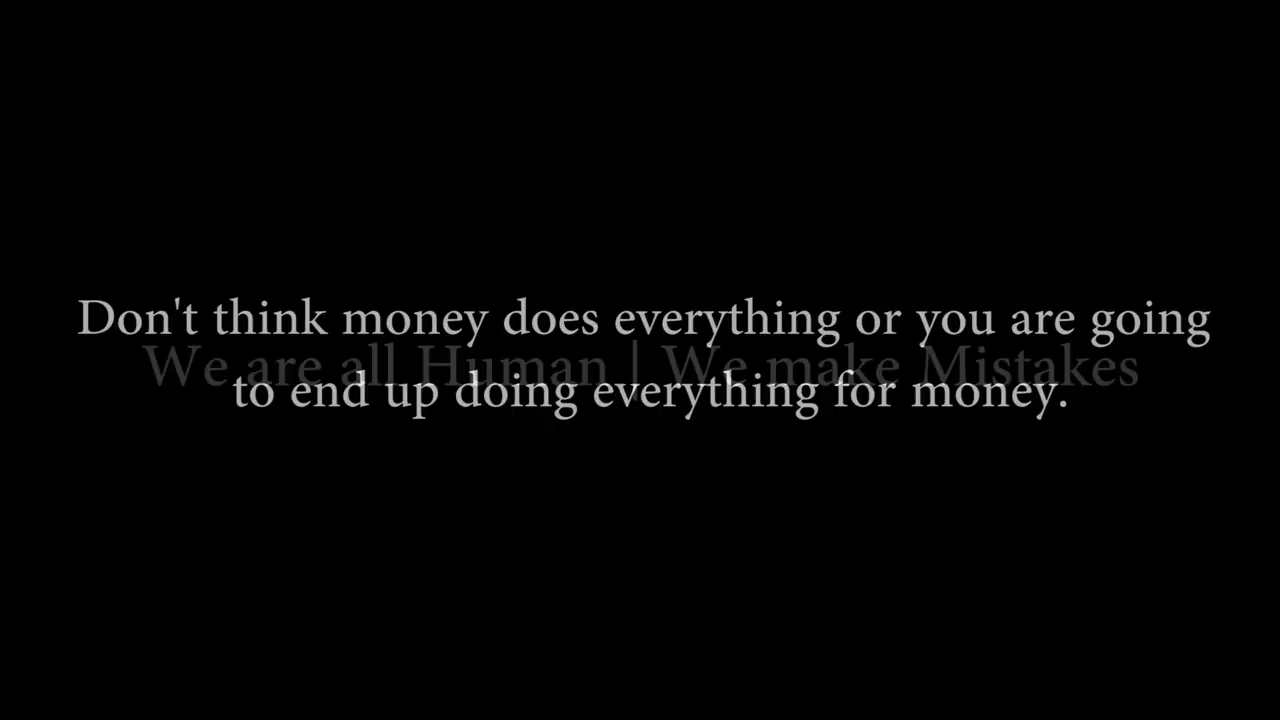 Don't think money does everything or you are going
We are all Human | We make Mistakes
to end up doing everything for money.